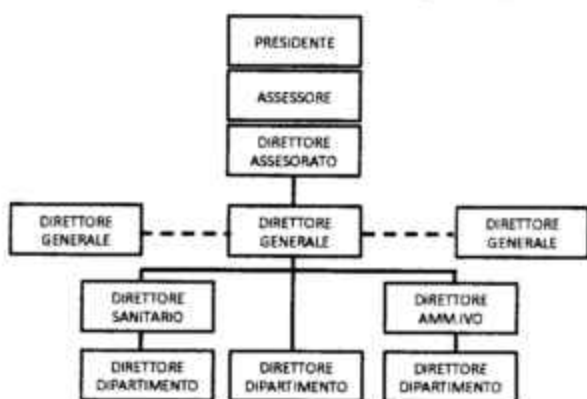 PRESIDENTE
ASSESSORE
DIRETTORE
ASSESORATO
DIRETTORE
GENERALE
DIRETTORE
GENERALE
DIRETTORE
GENERALE
DIRETTORE
SANITARIO
DIRETTORE
AMM.IVO
DIRETTORE
DIPARTIMENTO
DIRETTORE
DIPARTIMENTO
DIRETTORE
DIPARTIMENTO